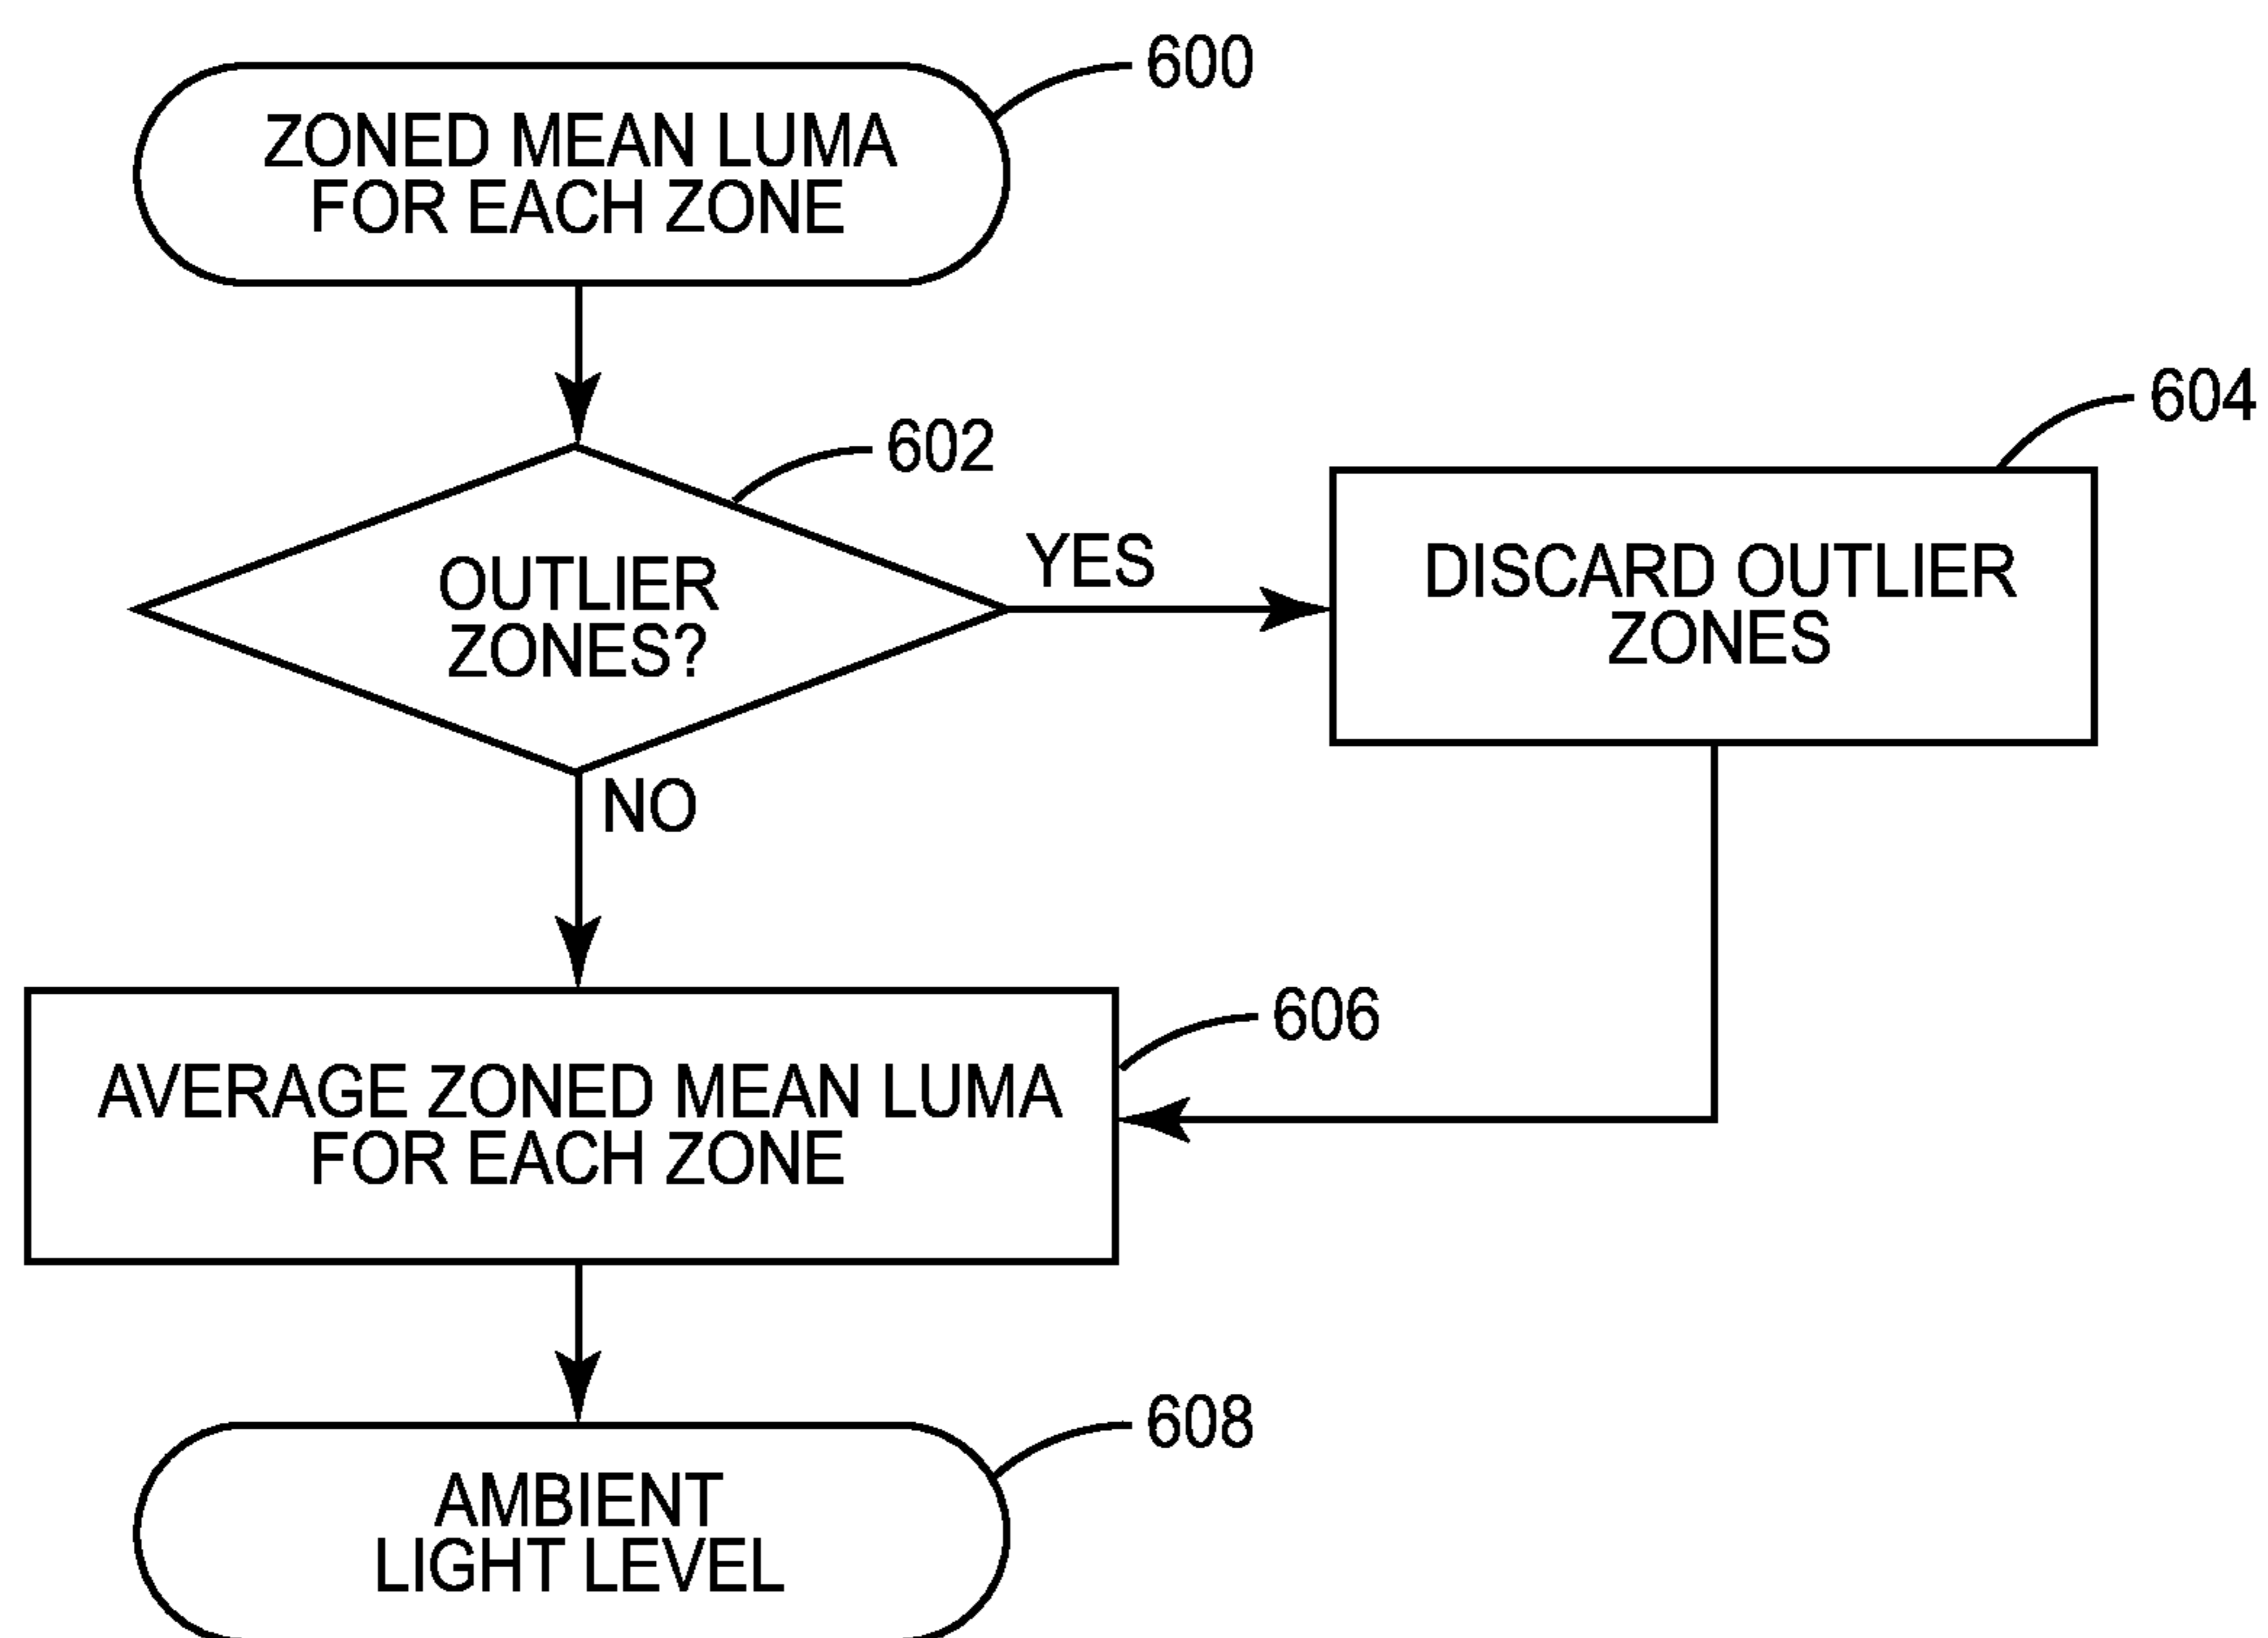 600
ZONED MEAN LUMA
FOR EACH ZONE
602
604
OUTLIER
ZONES?
YES
DISCARD OUTLIER
ZONES
NO
606
AVERAGE ZONED MEAN LUMA
FOR EACH ZONE
608
AMBIENT
LIGHT LEVEL